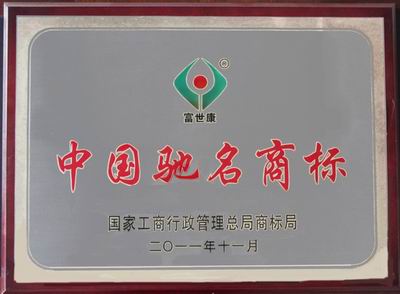 ®
富世康
中国驰名商标
国家工商行政管理总局商标局
二〇一一年十一月